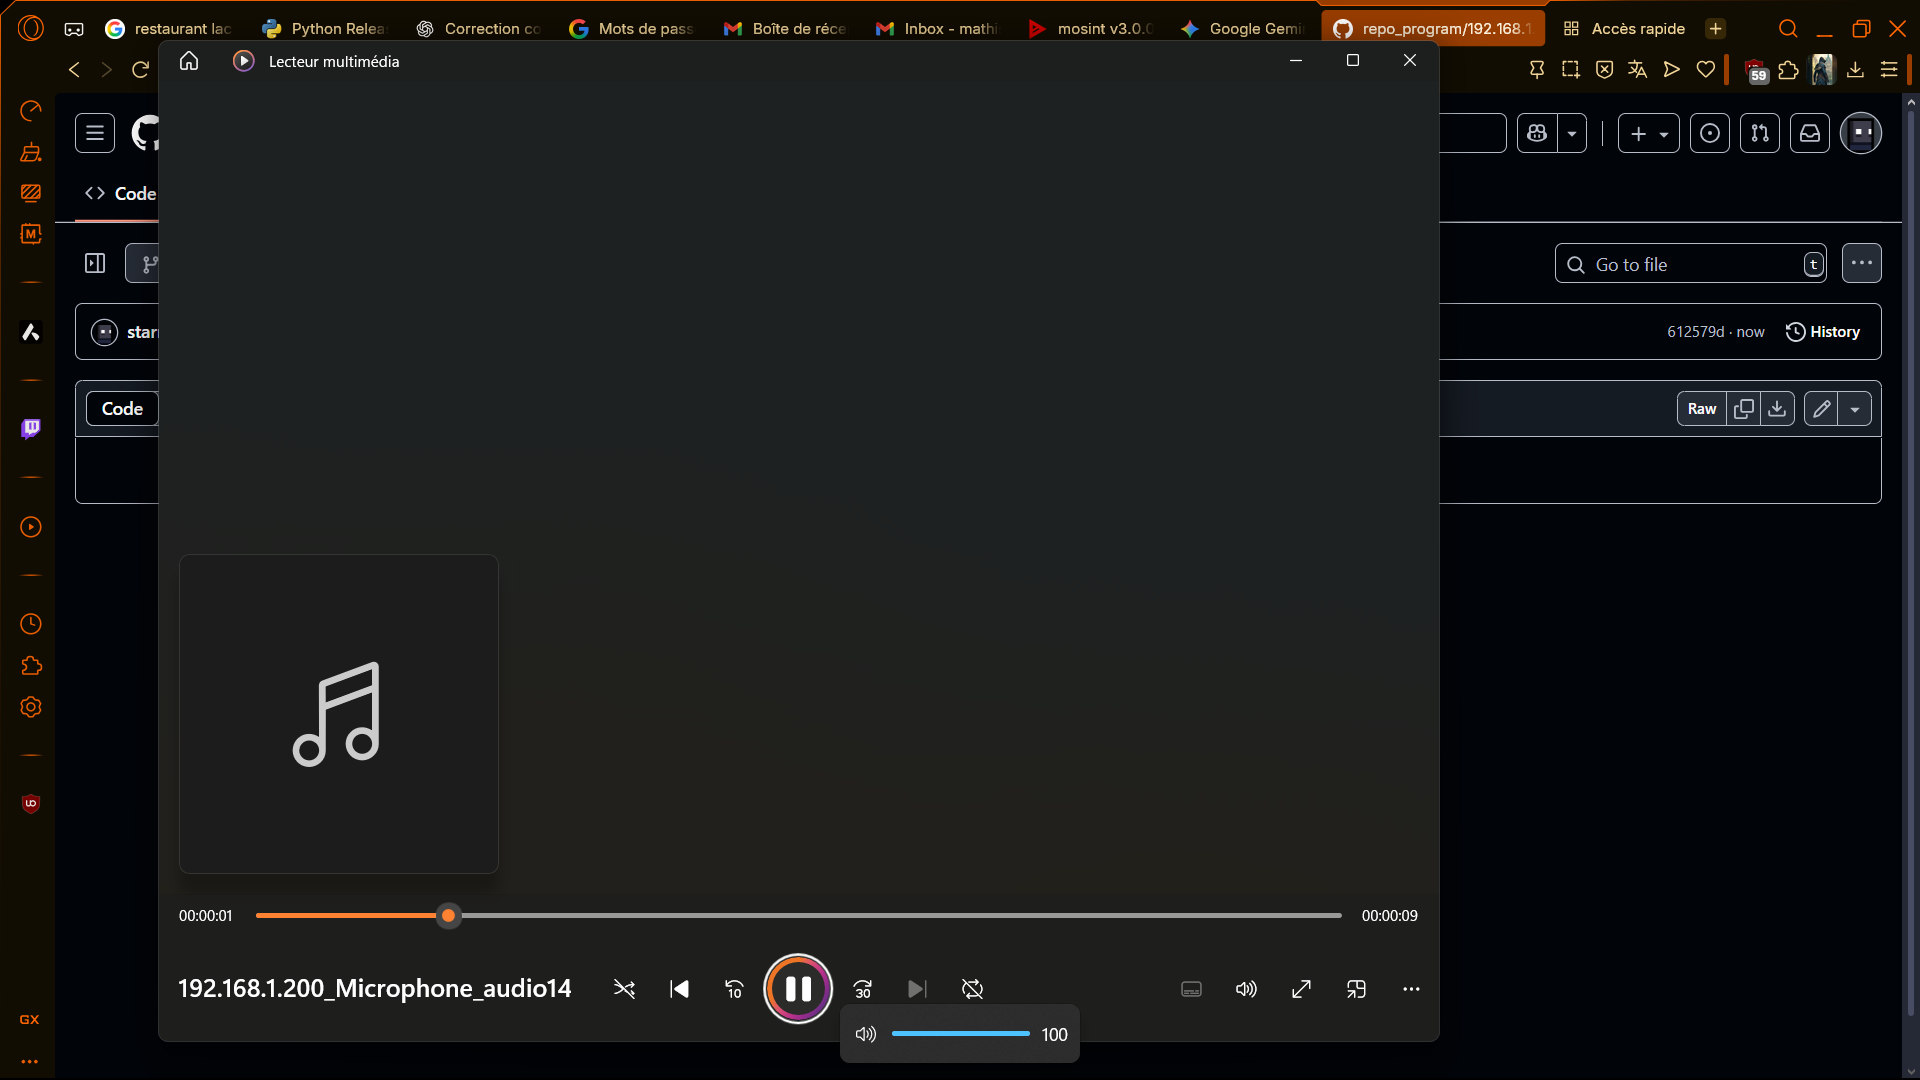 restaurant lac
Python Relea
Correction co
Mots de pass
Boîte de réce
Inbox - mathi
mosint v3.0.0
Google Gemi
repo_program/192.168.1.
Accès rapide
Lecteur multimédia
59
M
Code
Go to file
t
star
612579d · now
History
Code
Raw
00:00:01
00:00:09
192.168.1.200_Microphone_audio14
10
30
100
GX